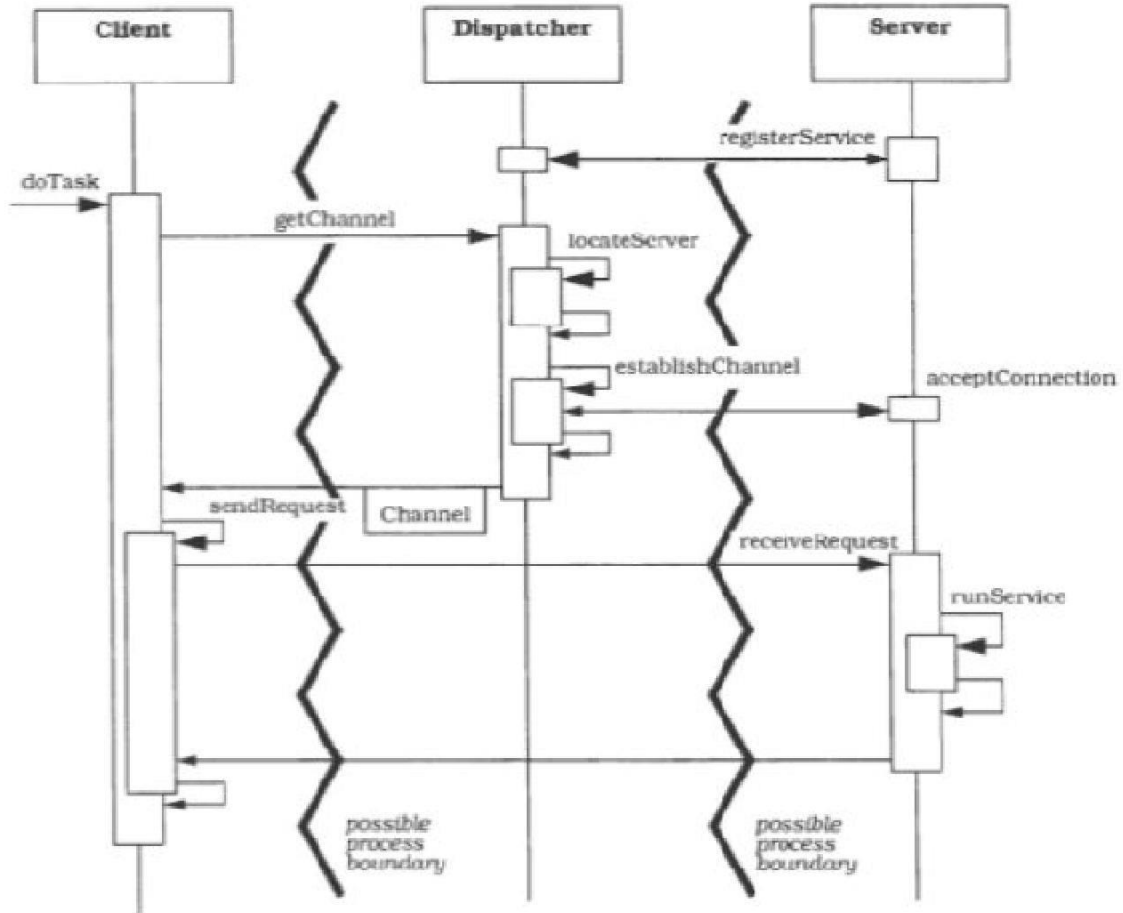 Client
Dispatcher
Server
registerService
doTask
getChannel
locateServer
establishChannel
acceptConnection
sendRequest
Channel
receiveRequest
runService
possible
process
boundary
possible
process
boundary